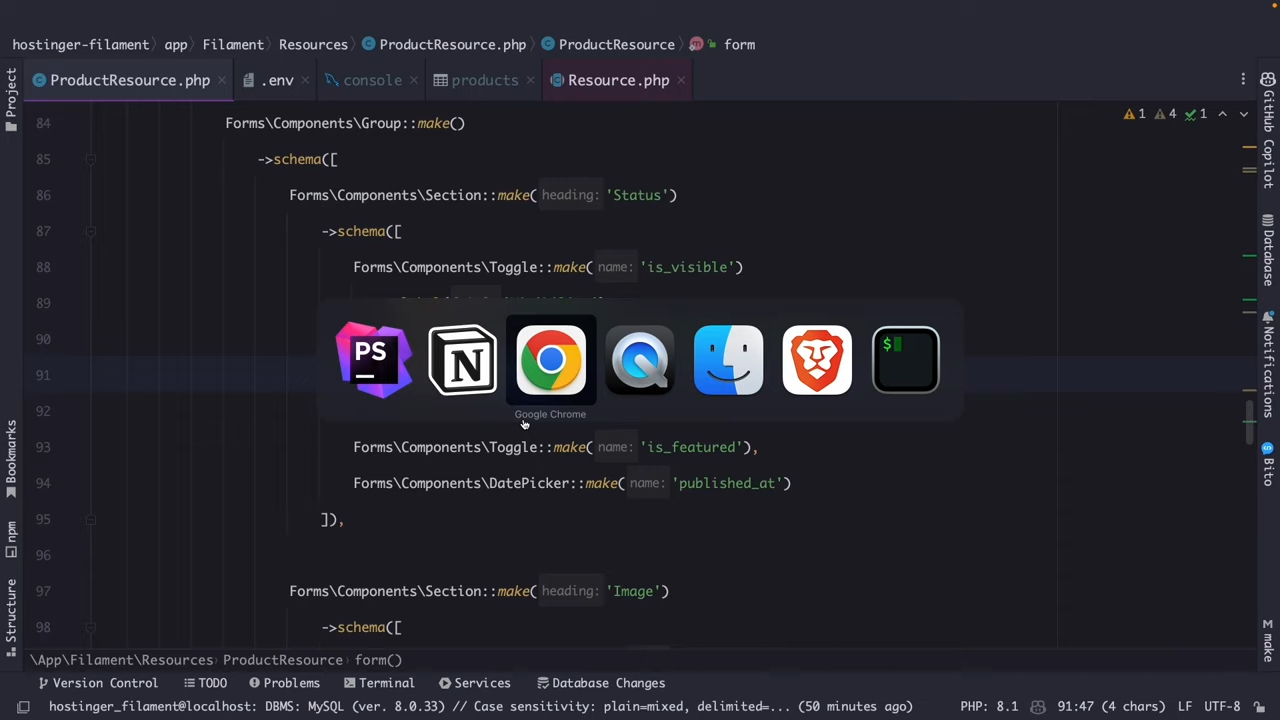 hostinger-filament app Filament Resources ProductResource.php ProductResource form
ProductResource.php .env console products Resource.php
Project
Bookmarks
npm
Structure
GitHub Copilot
Database
Notifications
Bito
make
1 4 1
84 Forms\Components\Group::make()
85 ->schema([
86 Forms\Components\Section::make( heading: 'Status')
87 ->schema([
88 Forms\Components\Toggle::make( name: 'is_visible')
89
90
PS
N
$
91
Google Chrome
92
93 Forms\Components\Toggle::make( name: 'is_featured'),
94 Forms\Components\DatePicker::make( name: 'published_at')
95 ]),
96
97 Forms\Components\Section::make( heading: 'Image')
98 ->schema([
\App\Filament\Resources ProductResource form()
Version Control TODO Problems Terminal Services Database Changes
hostinger_filament@localhost: DBMS: MySQL (ver. 8.0.33) // Case sensitivity: plain=mixed, delimited=... (50 minutes ago) PHP: 8.1 91:47 (4 chars) LF UTF-8